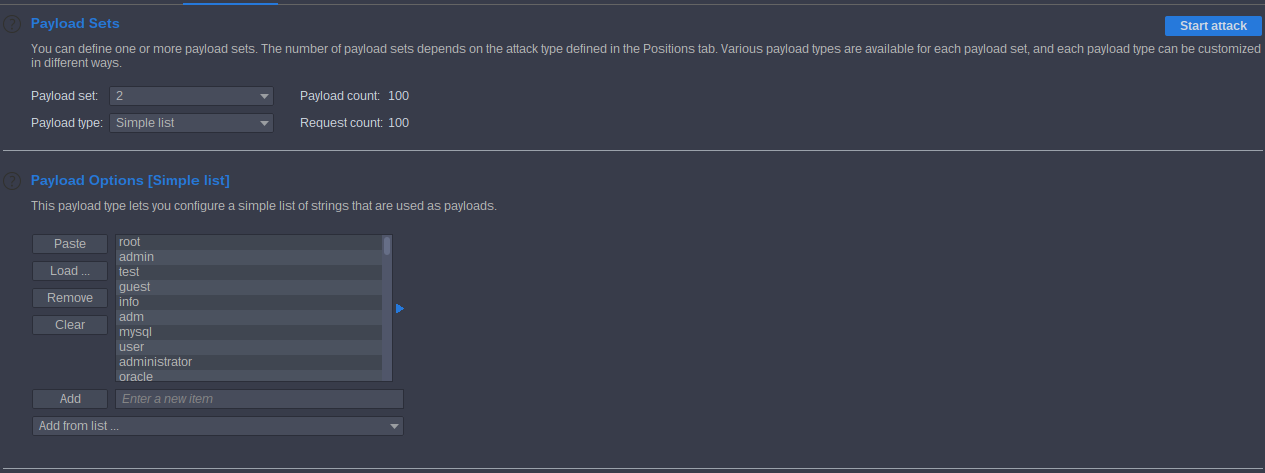 Payload Sets
Start attack
You can define one or more payload sets. The number of payload sets depends on the attack type defined in the Positions tab. Various payload types are available for each payload set, and each payload type can be customized
in different ways.
Payload set: 2 Payload count: 100
Payload type: Simple list Request count: 100
? Payload Options [Simple list]
This payload type lets you configure a simple list of strings that are used as payloads.
Paste
Load ...
Remove
Clear
root
admin
test
guest
info
adm
mysql
user
administrator
oracle
Add Enter a new item
Add from list ...